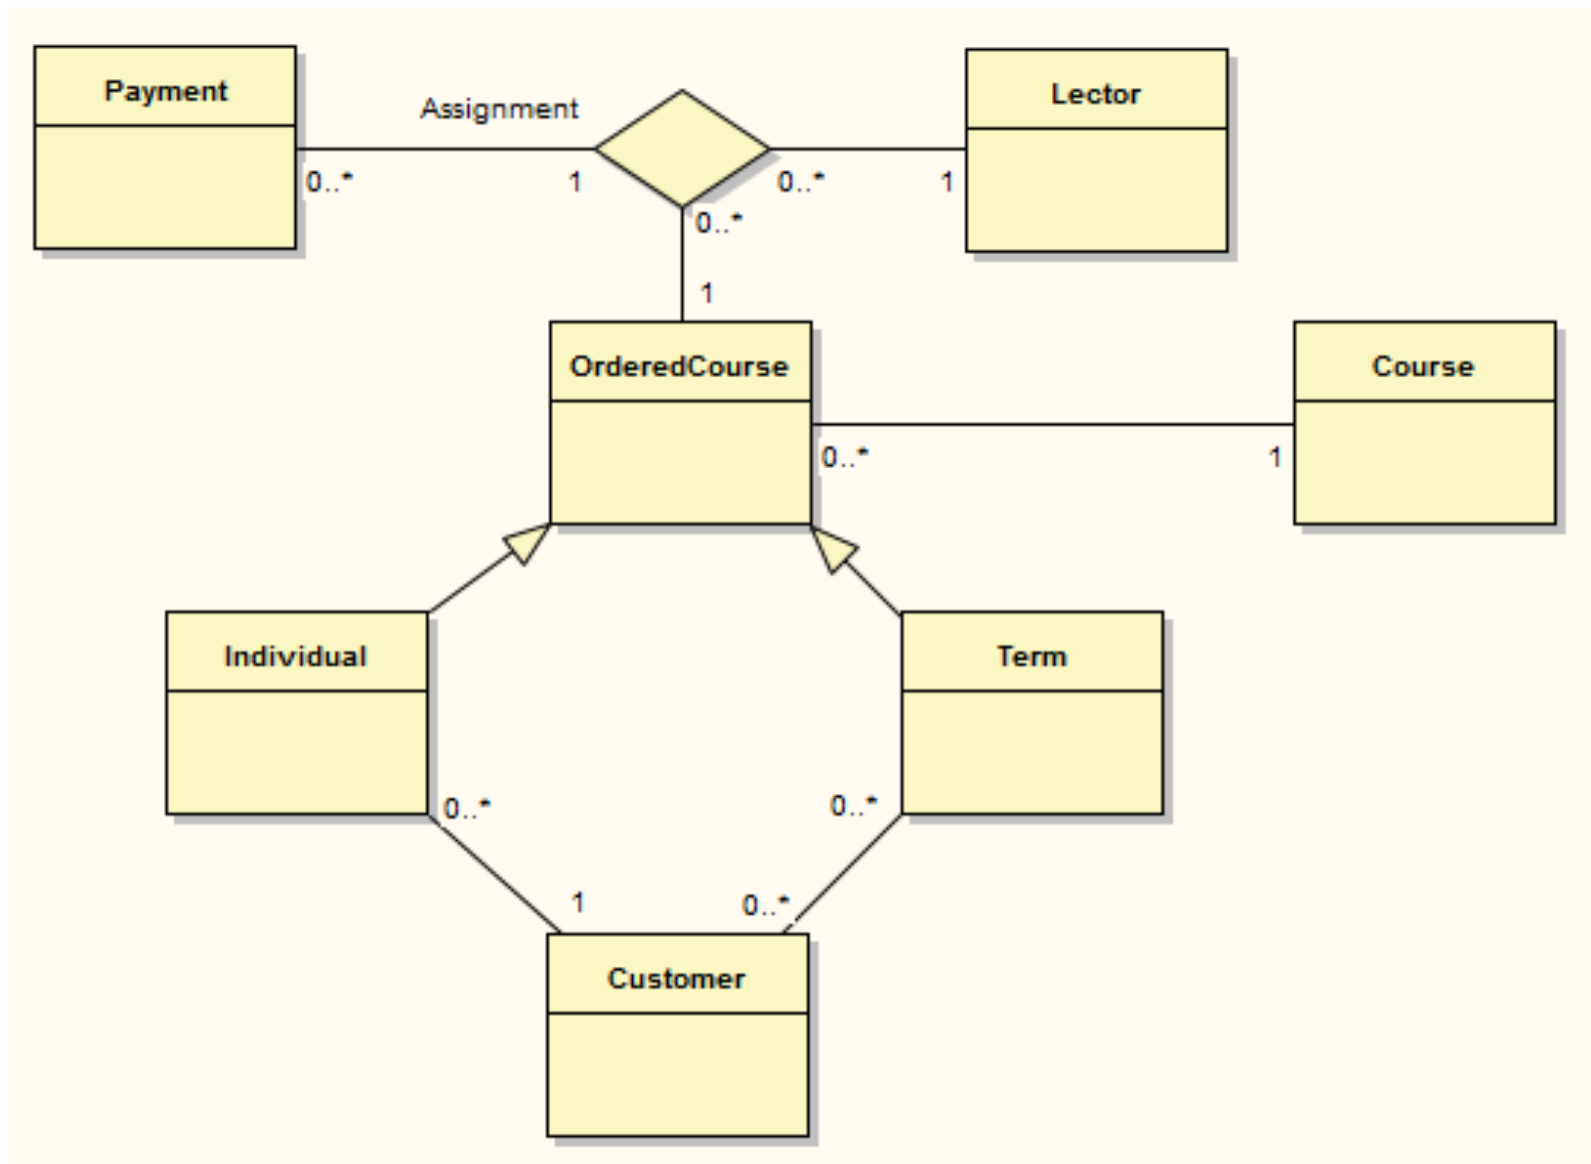 Payment
Assignment
Lector
0..*
1
0..*
1
0..*
1
OrderedCourse
Course
0..*
1
Individual
Term
0..*
0..*
1
0..*
Customer